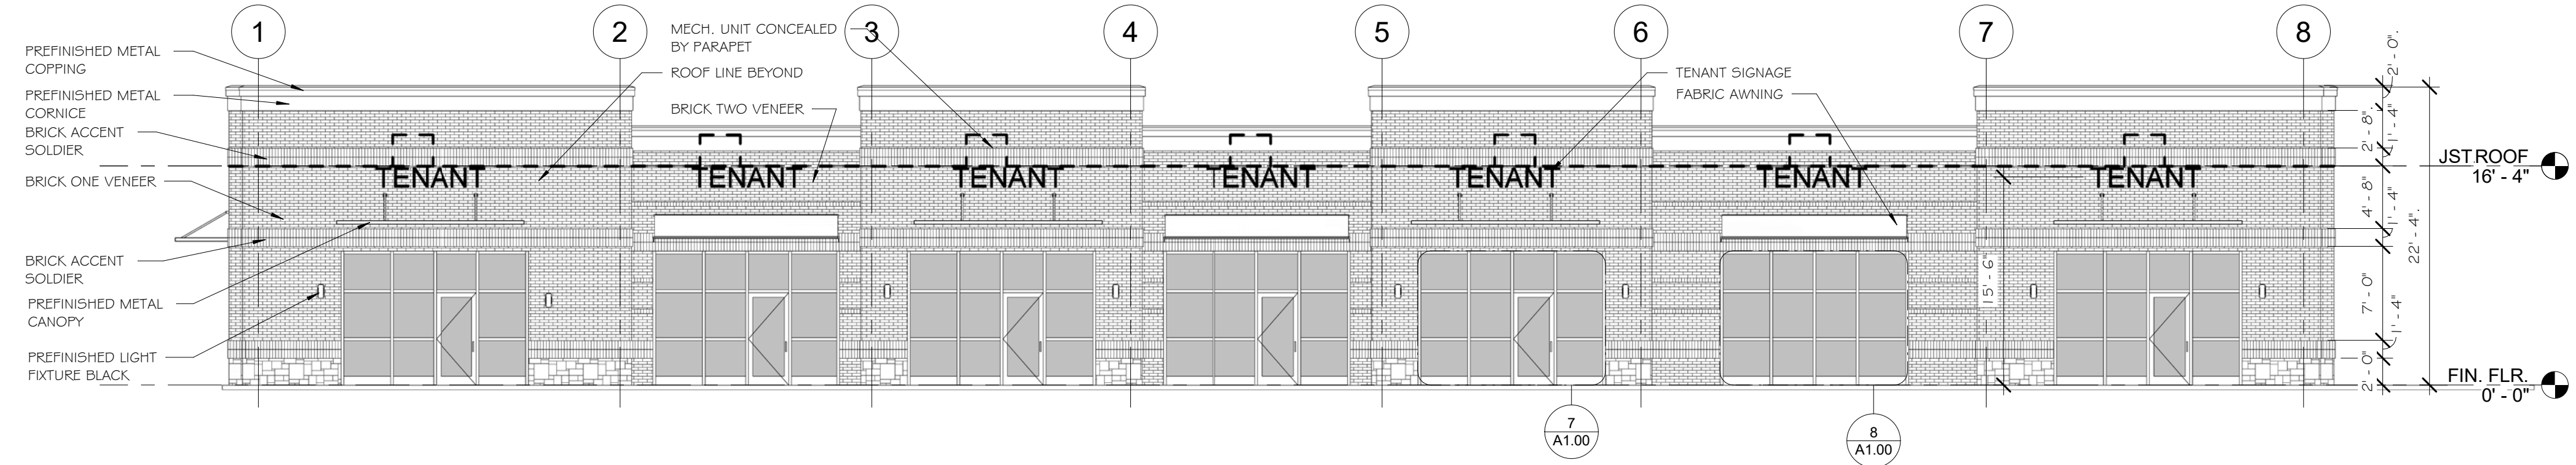 1
2
3
4
5
6
7
8
PREFINISHED METAL
COPPING
PREFINISHED METAL
CORNICE
BRICK ACCENT
SOLDIER
BRICK ONE VENEER
BRICK ACCENT
SOLDIER
PREFINISHED METAL
CANOPY
PREFINISHED LIGHT
FIXTURE BLACK
MECH. UNIT CONCEALED
BY PARAPET
ROOF LINE BEYOND
BRICK TWO VENEER
TENANT SIGNAGE
FABRIC AWNING
TENANT
TENANT
TENANT
TENANT
TENANT
TENANT
TENANT
7
A1.00
8
A1.00
15' - 6"
2' - 0".
2' - 8".
1' - 4"
4' - 8"
1' - 4"
7' - 0"
1' - 4"
2' - 0"
22' - 4".
JST.ROOF
16' - 4"
FIN. FLR.
0' - 0"